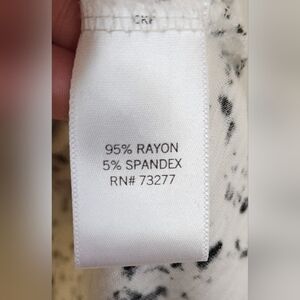 95% RAYON
5% SPANDEX
RN# 73277